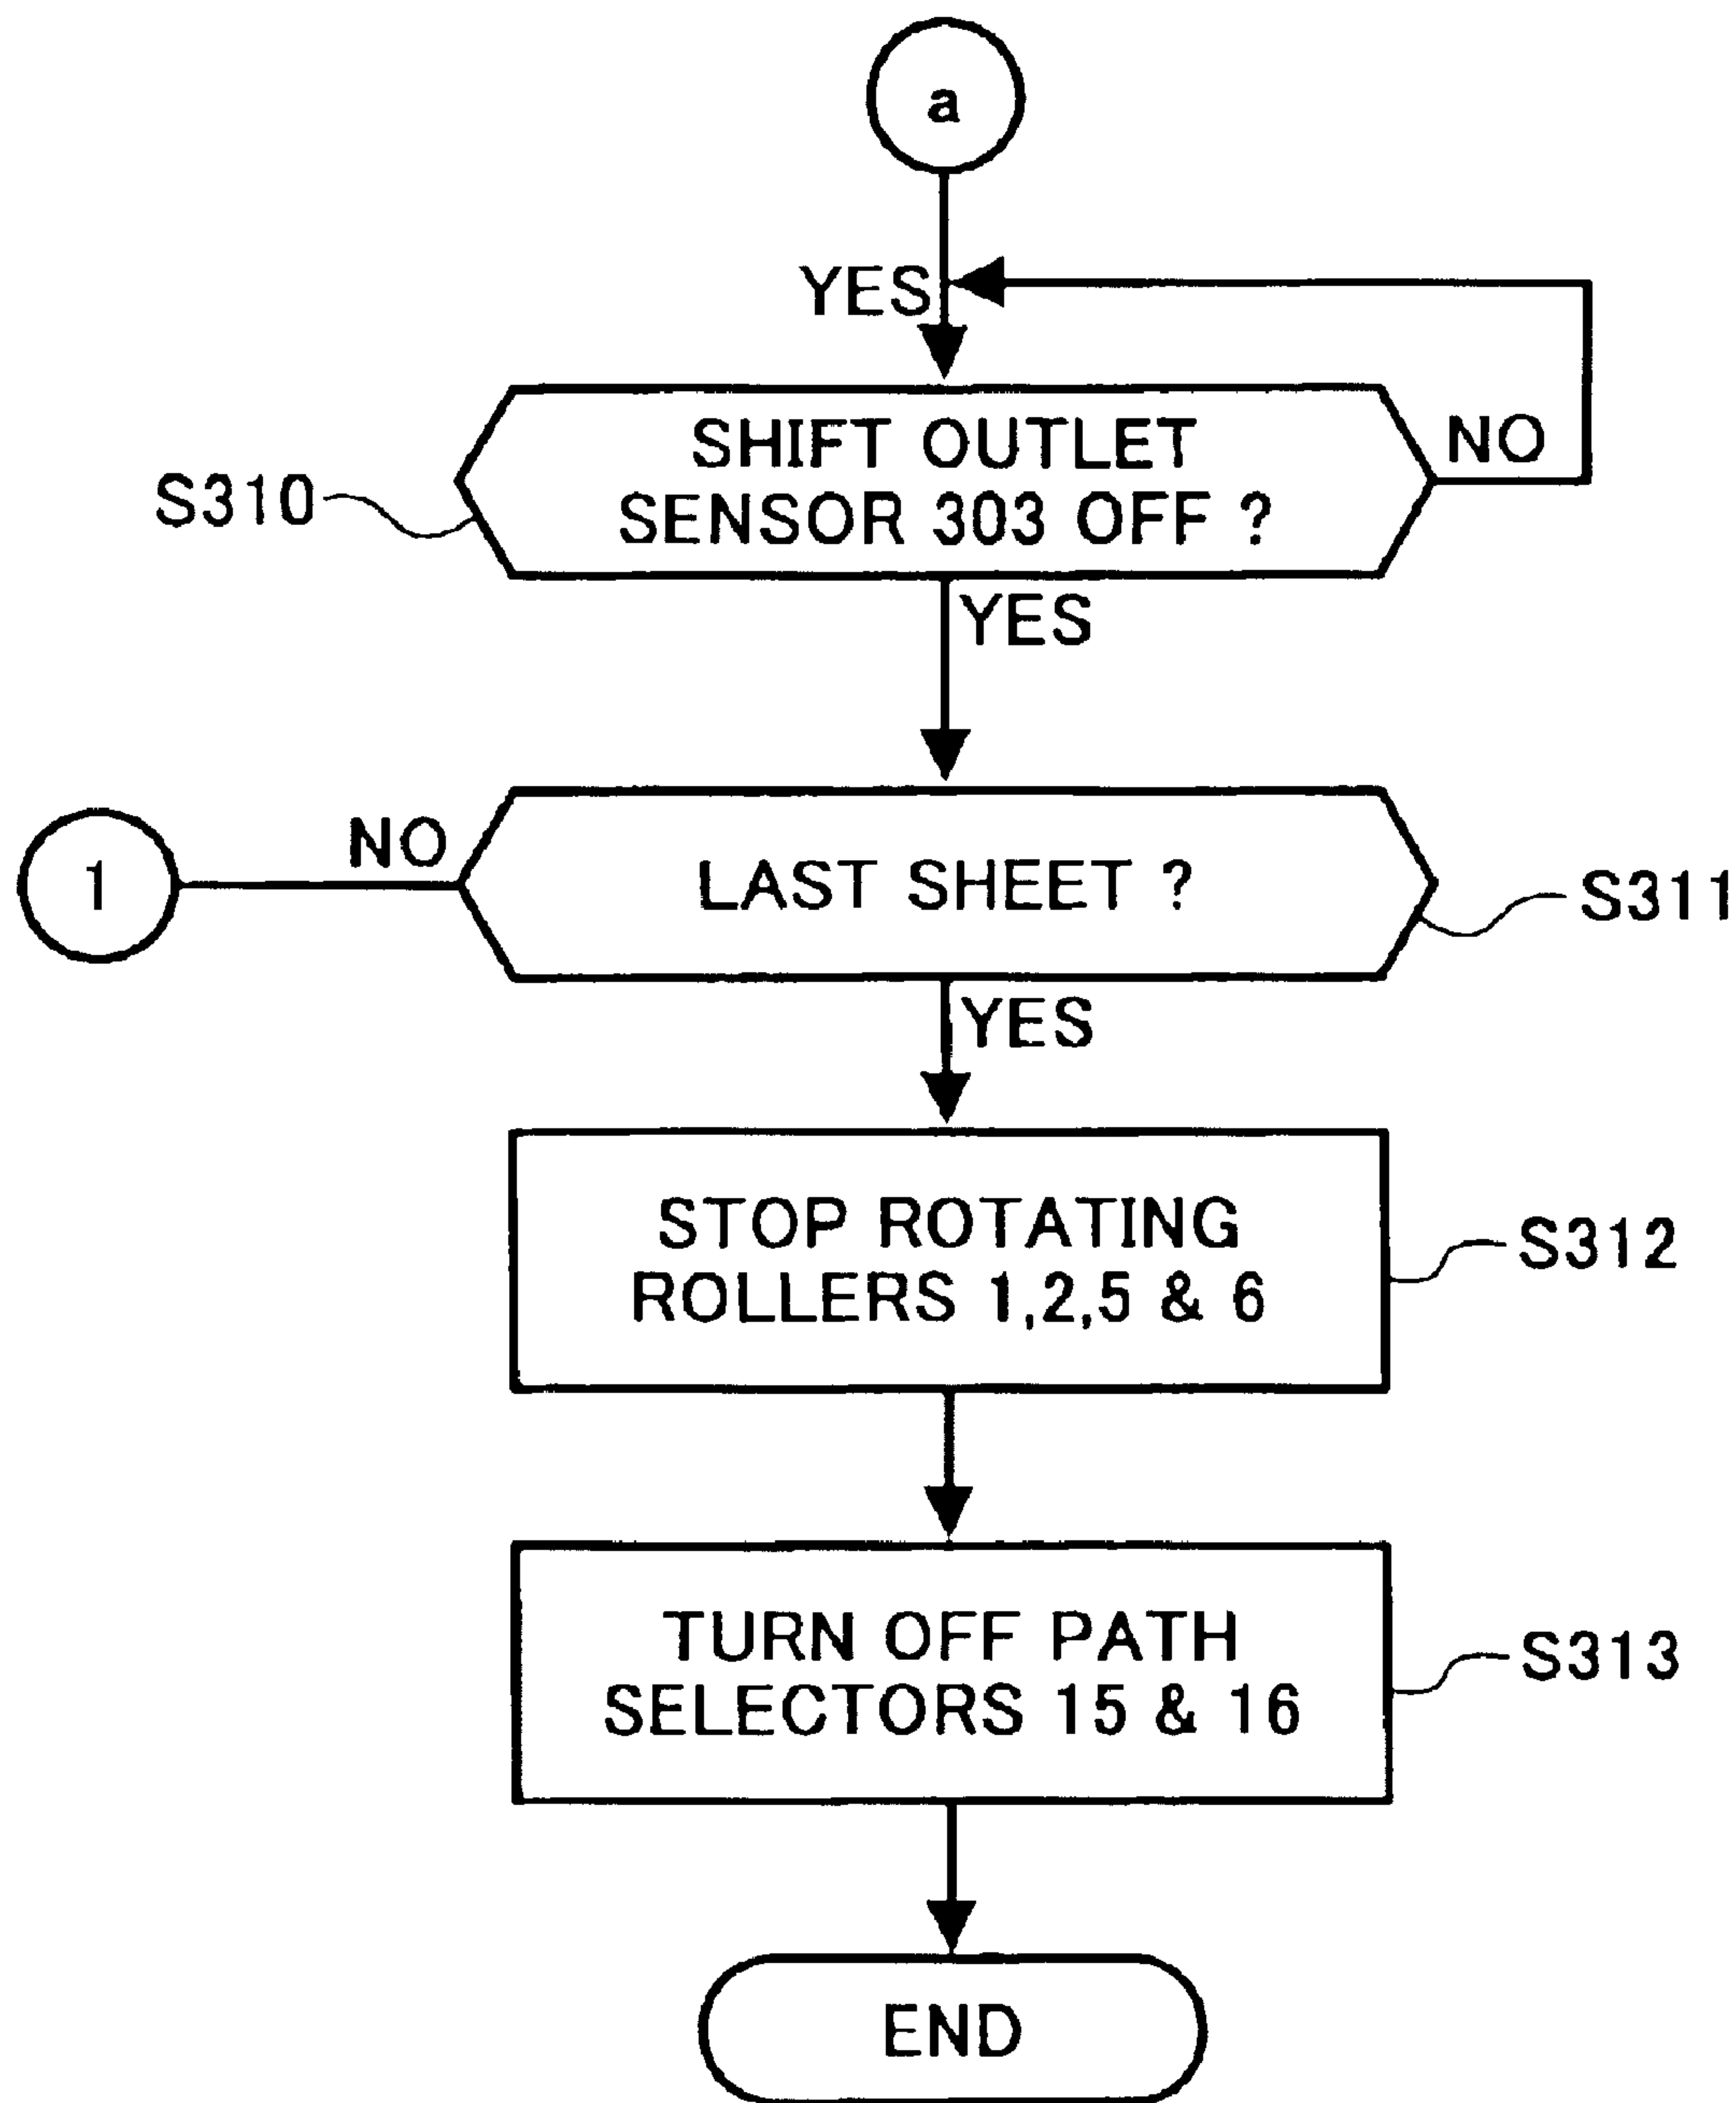 a
YES
SHIFT OUTLET
SENSOR 303 OFF ?
NO
S310
YES
1
NO
LAST SHEET ?
S311
YES
STOP ROTATING
ROLLERS 1,2,5 & 6
S312
TURN OFF PATH
SELECTORS 15 & 16
S313
END